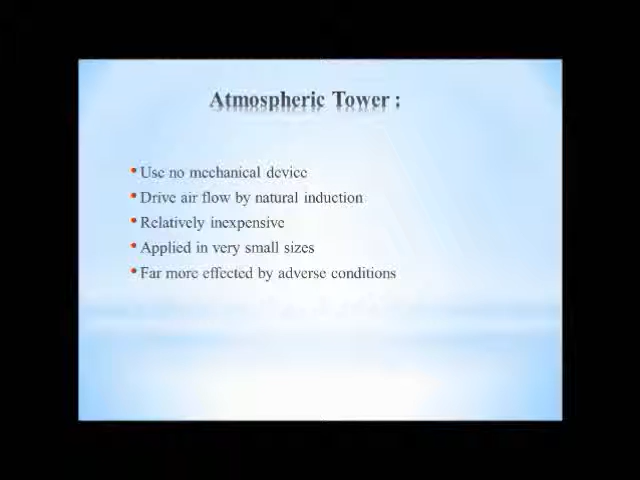 Atmospheric Tower :
• Use no mechanical device
• Drive air flow by natural induction
• Relatively inexpensive
• Applied in very small sizes
• Far more effected by adverse conditions